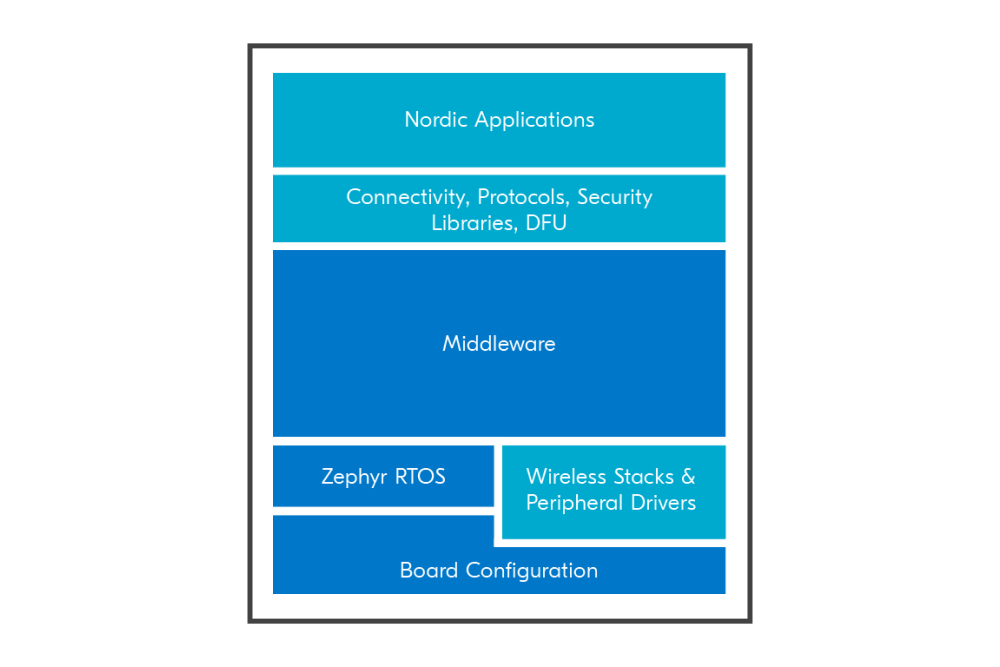 Nordic Applications
Connectivity, Protocols, Security
Libraries, DFU
Middleware
Zephyr RTOS
Wireless Stacks &
Peripheral Drivers
Board Configuration